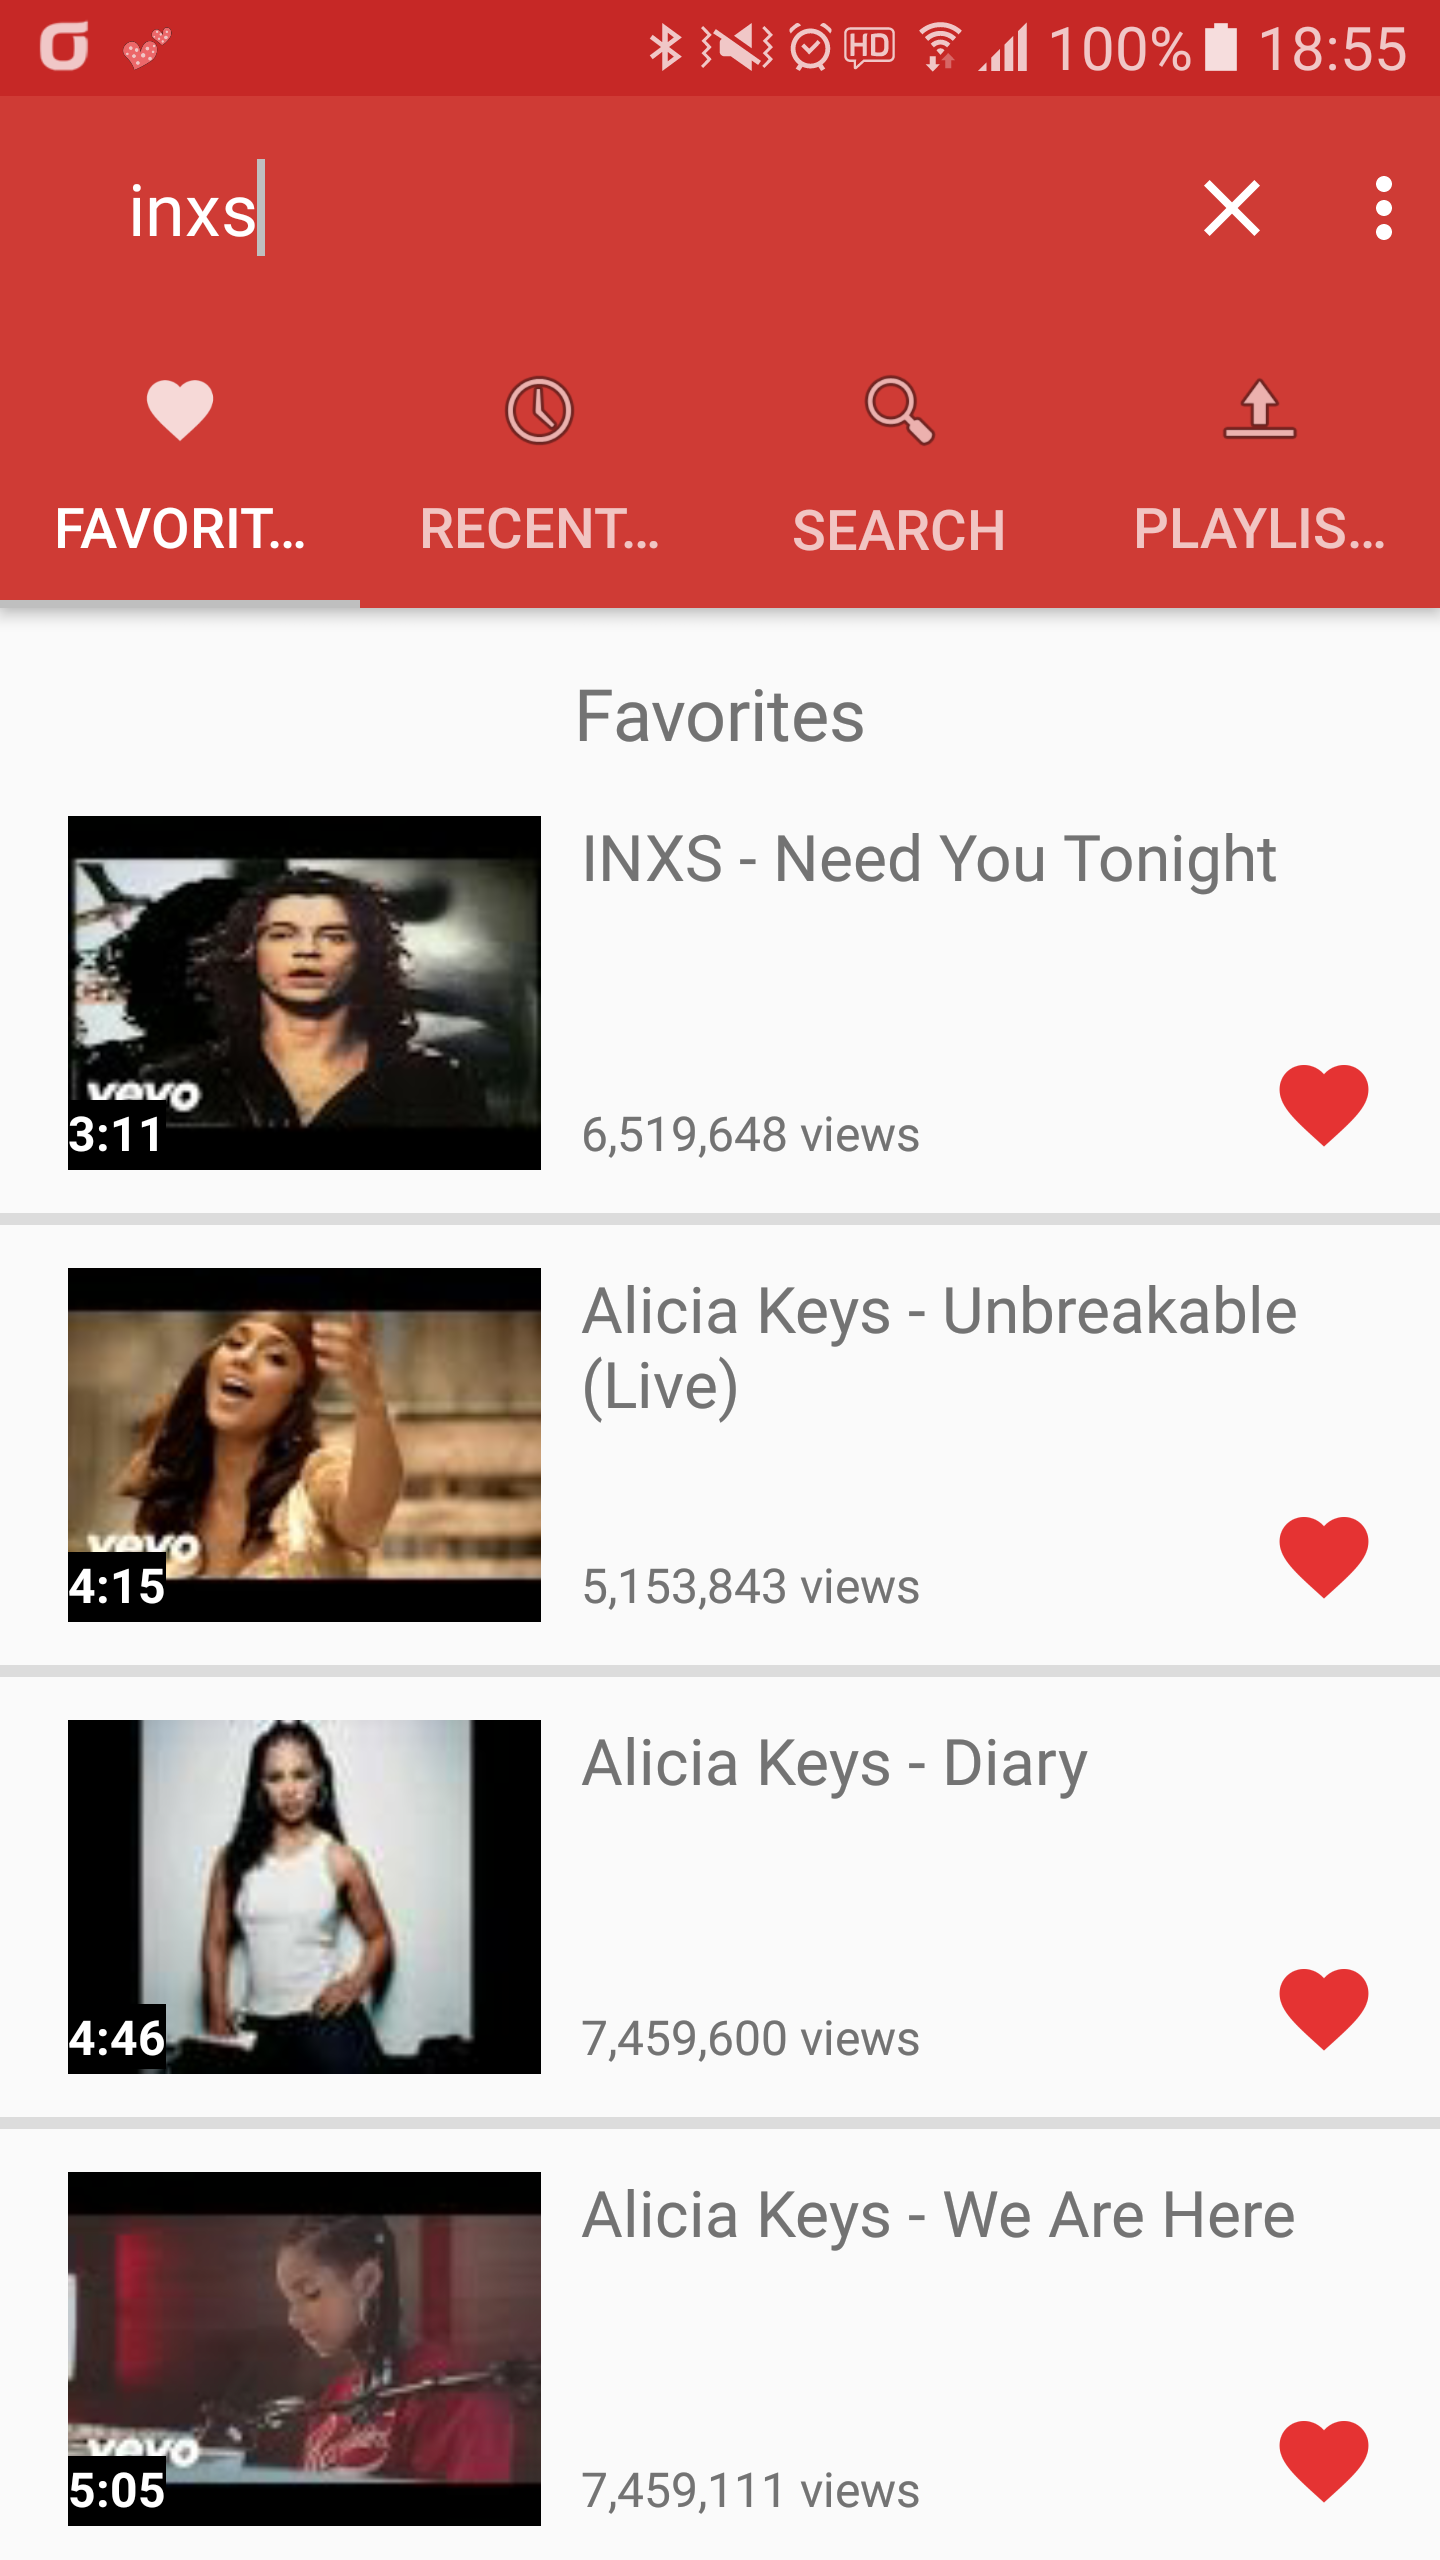 HD 100% 18:55
inxs
FAVORIT... RECENT... SEARCH PLAYLIS...
Favorites
INXS - Need You Tonight
vevo
3:11
6,519,648 views
Alicia Keys - Unbreakable
(Live)
vevo
4:15
5,153,843 views
Alicia Keys - Diary
4:46
7,459,600 views
Alicia Keys - We Are Here
vevo
5:05
7,459,111 views